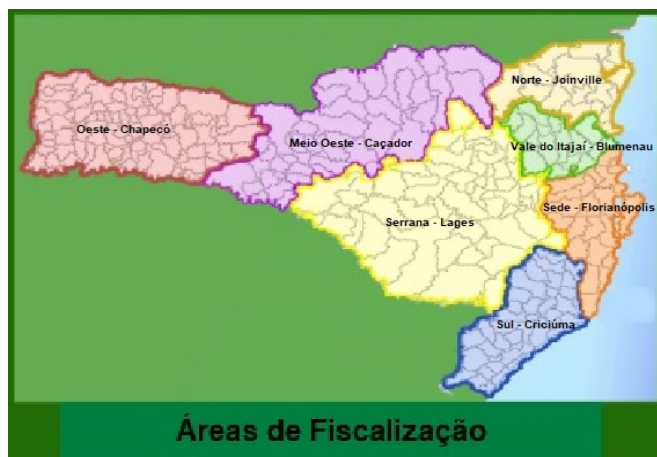 Norte - Joinville
Oeste - Chapecó
Meio Oeste - Caçador
Vale do Itajaí - Blumenau
Sede - Florianópolis
Serrana - Lages
Sul - Criciúma
Áreas de Fiscalização